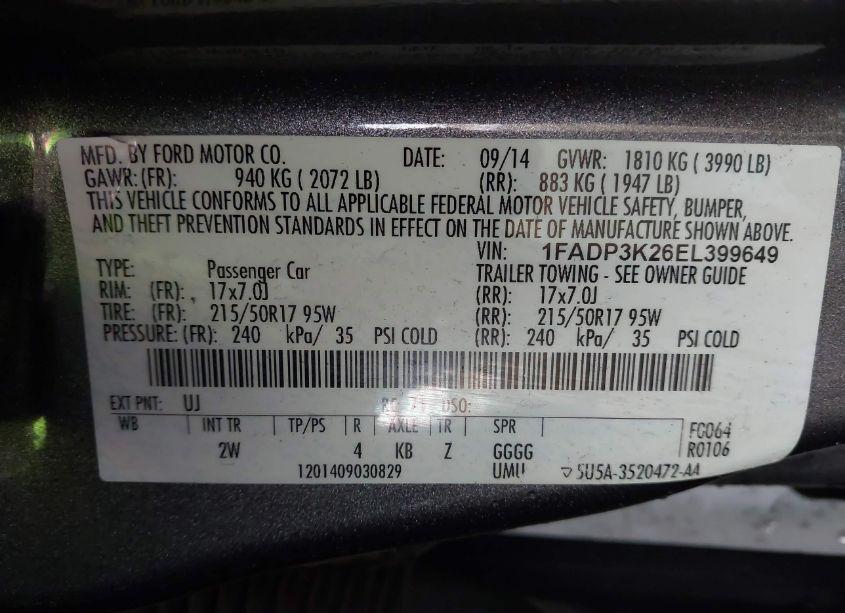 MFD. BY FORD MOTOR CO. DATE: 09/14 GVWR: 1810 KG ( 3990 LB)
GAWR: (FR): 940 KG ( 2072 LB) (RR): 883 KG ( 1947 LB)
THIS VEHICLE CONFORMS TO ALL APPLICABLE FEDERAL MOTOR VEHICLE SAFETY, BUMPER,
AND THEFT PREVENTION STANDARDS IN EFFECT ON THE DATE OF MANUFACTURE SHOWN ABOVE.
VIN: 1FADP3K26EL399649
TYPE: Passenger Car TRAILER TOWING - SEE OWNER GUIDE
RIM: (FR): 17x7.0J (RR): 17x7.0J
TIRE: (FR): 215/50R17 95W (RR): 215/50R17 95W
PRESSURE: (FR): 240 kPa/ 35 PSI COLD (RR): 240 kPa/ 35 PSI COLD
EXT PNT: UJ RC: 71 DSO:
WB INT TR TP/PS R AXLE TR SPR FC064
2W 4 KB Z GGGG R0106
1201409030829 UMU 5U5A-3520472-AA